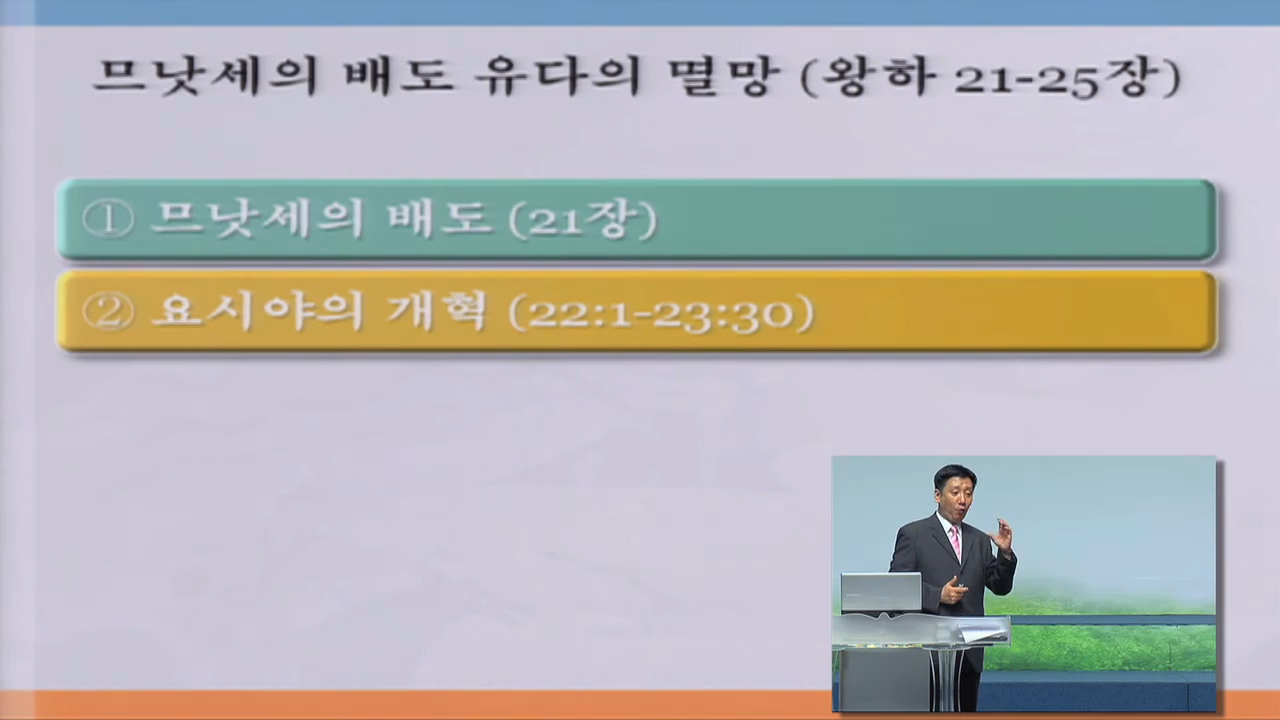 므낫세의 배도 유다의 멸망 (왕하 21-25장)
① 므낫세의 배도 (21장)
② 요시야의 개혁 (22:1-23:30)